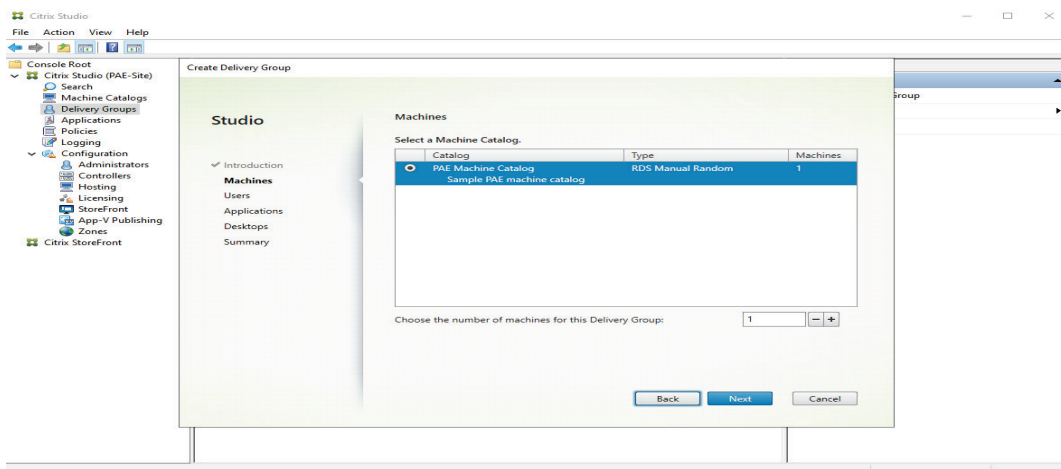 Citrix Studio
File Action View Help
Console Root
Citrix Studio (PAE-Site)
Search
Machine Catalogs
Delivery Groups
Applications
Policies
Logging
Configuration
Administrators
Controllers
Hosting
Licensing
StoreFront
App-V Publishing
Zones
Citrix StoreFront
Create Delivery Group
Studio
Introduction
Machines
Users
Applications
Desktops
Summary
Machines
Select a Machine Catalog.
Catalog Type Machines
PAE Machine Catalog RDS Manual Random 1
Sample PAE machine catalog
Choose the number of machines for this Delivery Group: 1
Back Next Cancel
Group